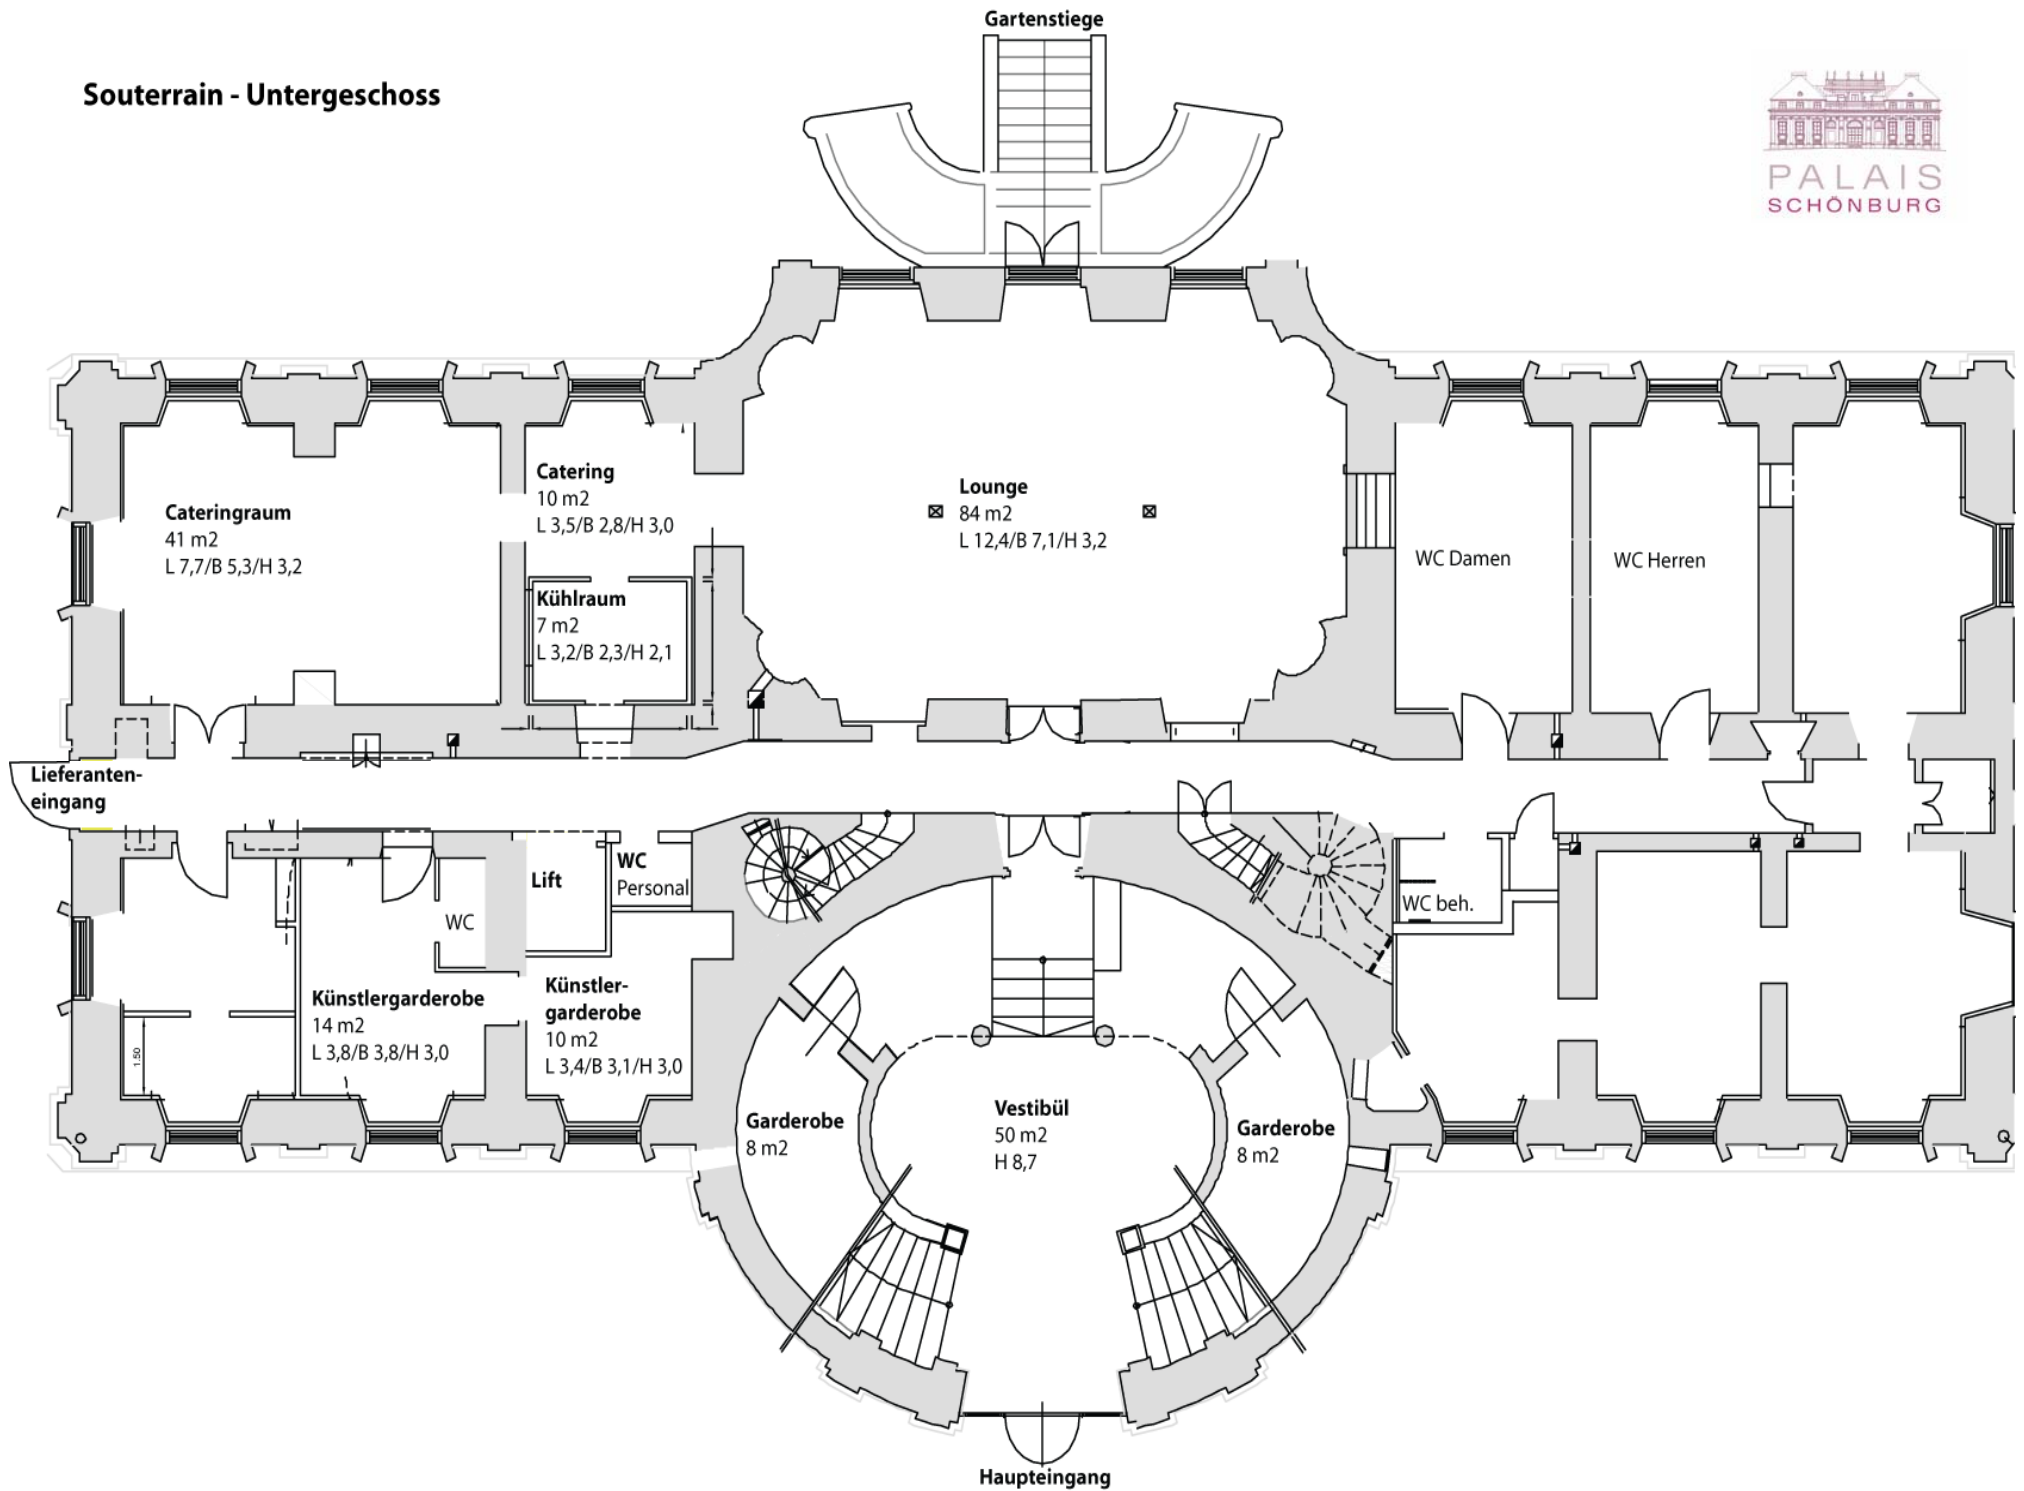 Gartenstiege
Souterrain - Untergeschoss
PALAIS
SCHÖNBURG
Cateringraum
41 m2
L 7,7/B 5,3/H 3,2
Catering
10 m2
L 3,5/B 2,8/H 3,0
Kühlraum
7 m2
L 3,2/B 2,3/H 2,1
Lounge
84 m2
L 12,4/B 7,1/H 3,2
WC Damen
WC Herren
Lieferanten-
eingang
Lift
WC
Personal
WC
WC beh.
Künstlergarderobe
14 m2
L 3,8/B 3,8/H 3,0
Künstler-
garderobe
10 m2
L 3,4/B 3,1/H 3,0
1.50
Garderobe
8 m2
Vestibül
50 m2
H 8,7
Garderobe
8 m2
Haupteingang